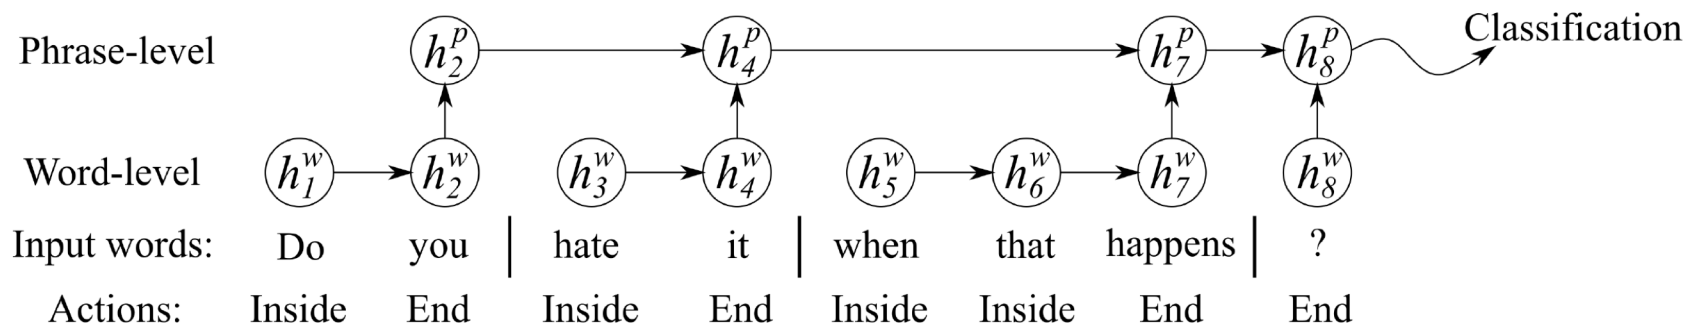 Phrase-level h_2^p h_4^p h_7^p h_8^p Classification
Word-level h_1^w h_2^w h_3^w h_4^w h_5^w h_6^w h_7^w h_8^w
Input words: Do you | hate it | when that happens | ?
Actions: Inside End Inside End Inside Inside End End